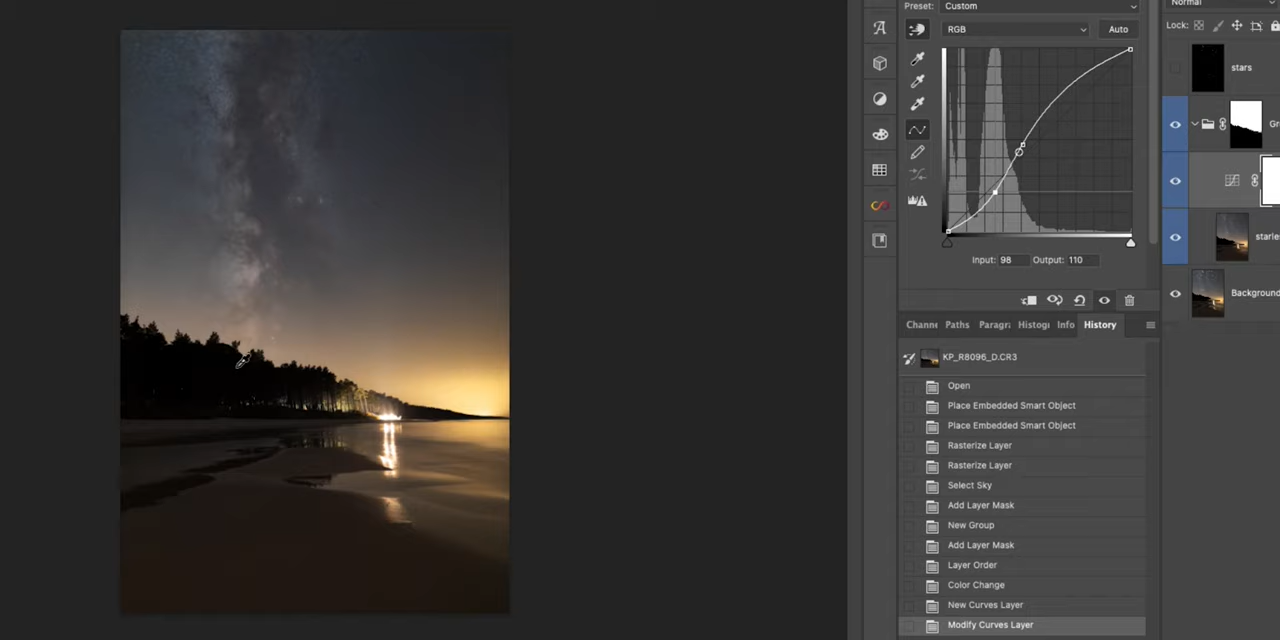 Preset: Custom
Normal
A
RGB
Auto
Lock:
stars
Gr
starle
Input: 98 Output: 110
Background
Channe Paths Paragr Histog Info History
KP_R8096_D.CR3
Open
Place Embedded Smart Object
Place Embedded Smart Object
Rasterize Layer
Rasterize Layer
Select Sky
Add Layer Mask
New Group
Add Layer Mask
Layer Order
Color Change
New Curves Layer
Modify Curves Layer